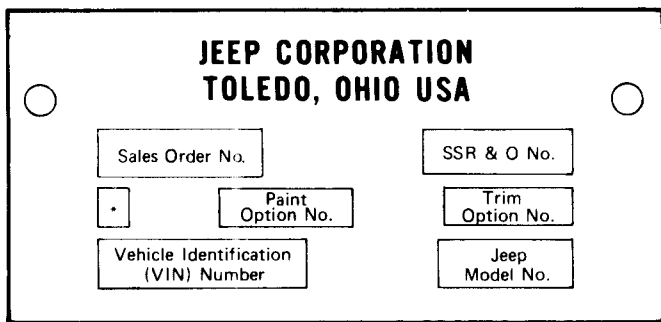 JEEP CORPORATION
TOLEDO, OHIO USA
Sales Order No.
SSR & O No.
*
Paint
Option No.
Trim
Option No.
Vehicle Identification
(VIN) Number
Jeep
Model No.